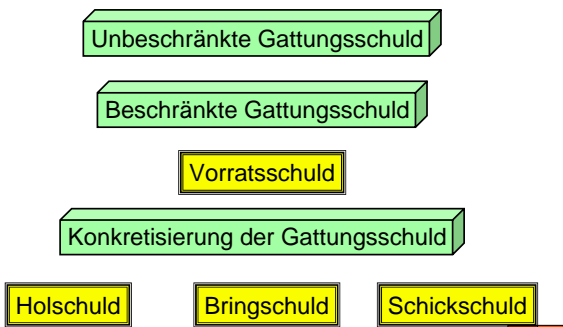 Unbeschränkte Gattungsschuld
Beschränkte Gattungsschuld
Vorratsschuld
Konkretisierung der Gattungsschuld
Holschuld Bringschuld Schickschuld